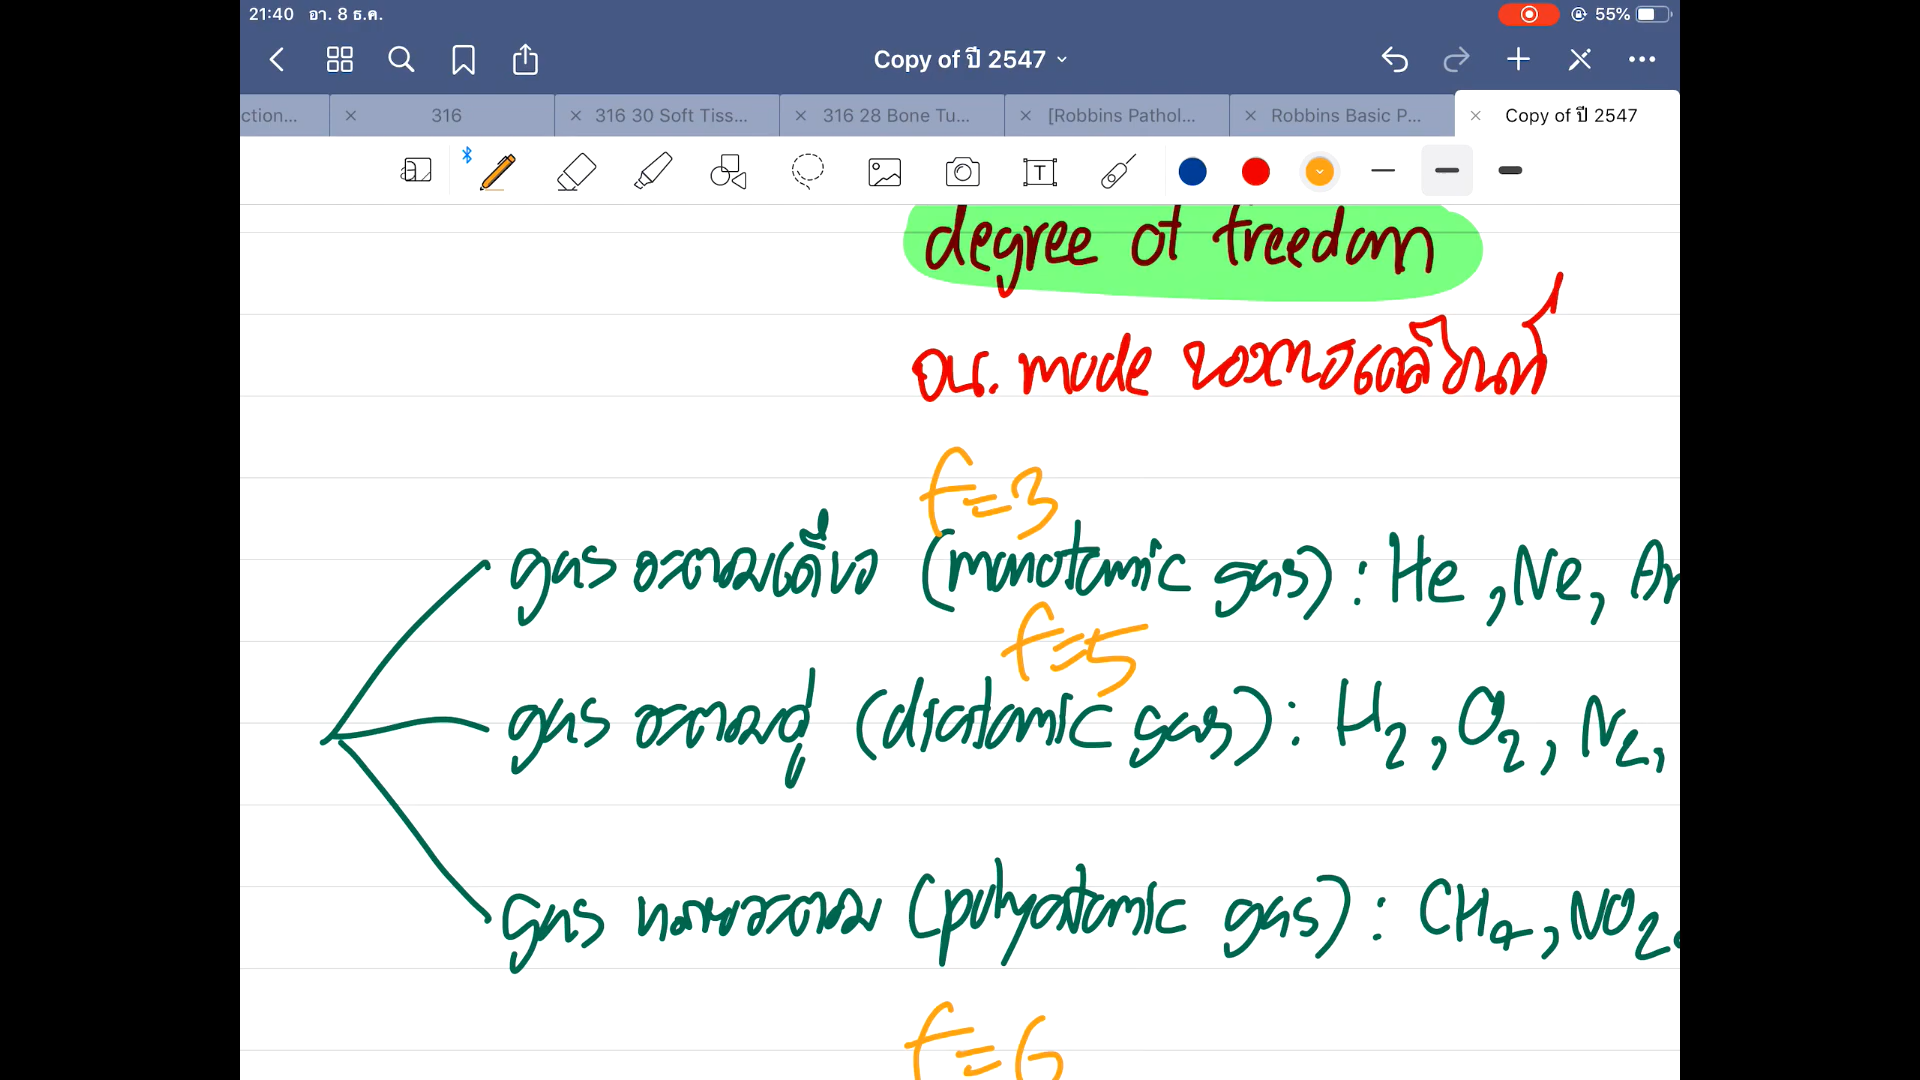 21:40 อา. 8 ธ.ค. 55%
Copy of ปี 2547
ction... 316 316 30 Soft Tiss... 316 28 Bone Tu... [Robbins Pathol... Robbins Basic P... Copy of ปี 2547
degree of freedom
จน. mode ของการเคลื่อนที่
f=3
gas อะตอมเดี่ยว (monotamic gas) : He, Ne, Ar
f=5
gas อะตอมคู่ (diatomic gas) : H2, O2, N2,
gas หลายอะตอม (polyatomic gas) : CH4, NO2
f=6